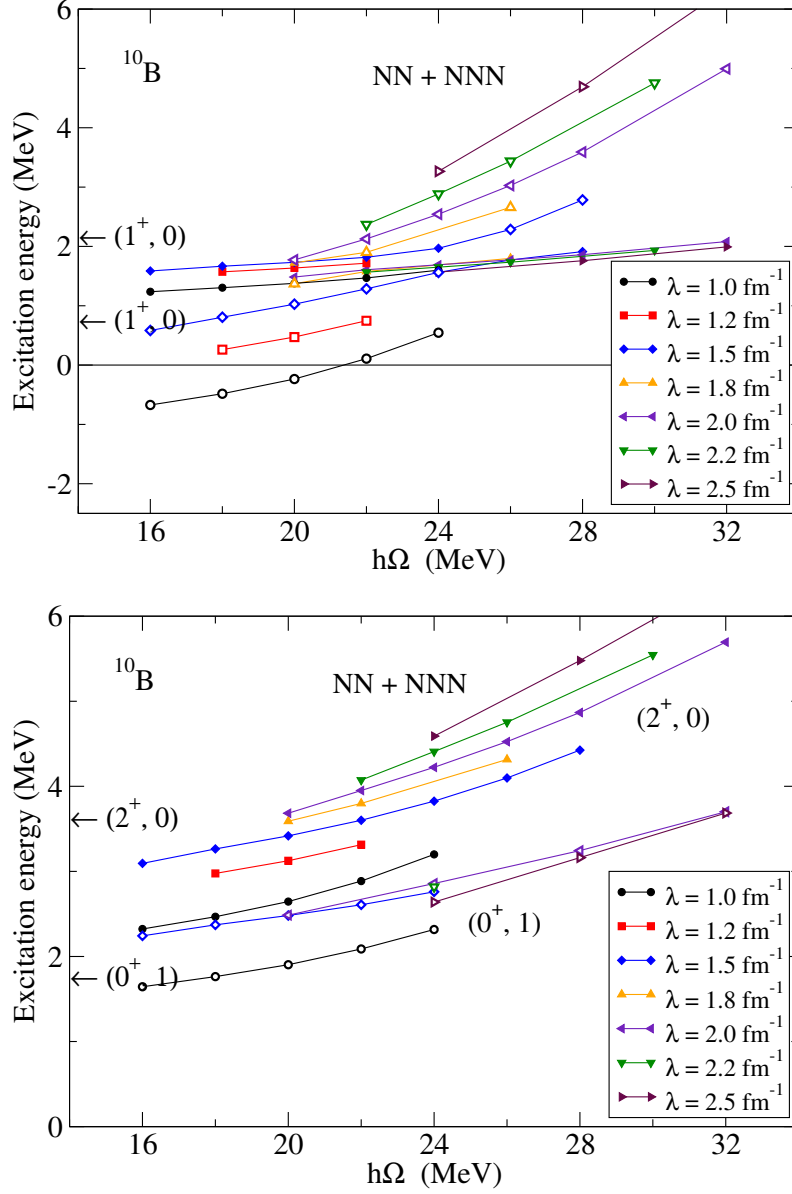 6
¹⁰B
NN + NNN
4
2
← (1⁺, 0)
← (1⁺, 0)
0
-2
Excitation energy (MeV)
λ = 1.0 fm⁻¹
λ = 1.2 fm⁻¹
λ = 1.5 fm⁻¹
λ = 1.8 fm⁻¹
λ = 2.0 fm⁻¹
λ = 2.2 fm⁻¹
λ = 2.5 fm⁻¹
16 20 24 28 32
hΩ (MeV)
6
¹⁰B
NN + NNN
(2⁺, 0)
4
← (2⁺, 0)
(0⁺, 1)
2
← (0⁺, 1)
0
Excitation energy (MeV)
λ = 1.0 fm⁻¹
λ = 1.2 fm⁻¹
λ = 1.5 fm⁻¹
λ = 1.8 fm⁻¹
λ = 2.0 fm⁻¹
λ = 2.2 fm⁻¹
λ = 2.5 fm⁻¹
16 20 24 28 32
hΩ (MeV)